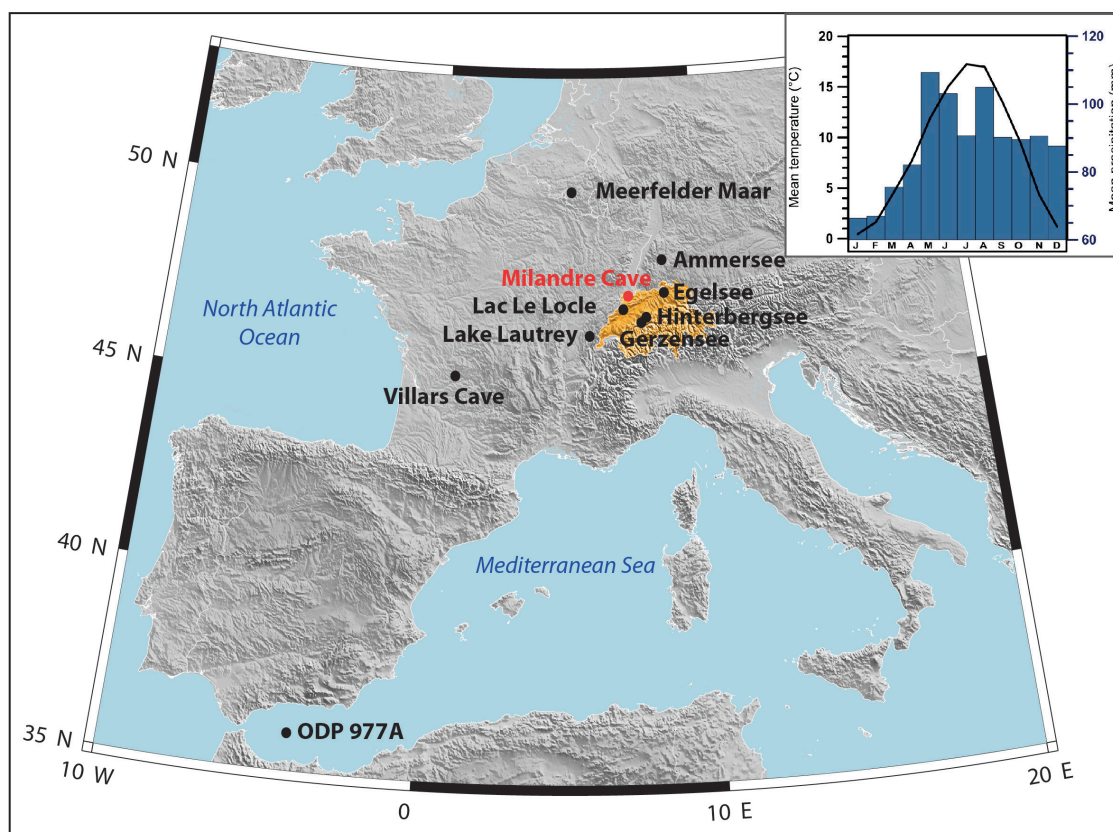 20
15
10
5
0
Mean temperature (°C)
120
100
80
60
J F M A M J J A S O N D
50 N
45 N
40 N
35 N
10 W
0
10 E
20 E
Meerfelder Maar
Ammersee
Milandre Cave
Egelsee
Lac Le Locle
Hinterbergsee
Lake Lautrey
Gerzensee
North Atlantic
Ocean
Villars Cave
Mediterranean Sea
ODP 977A